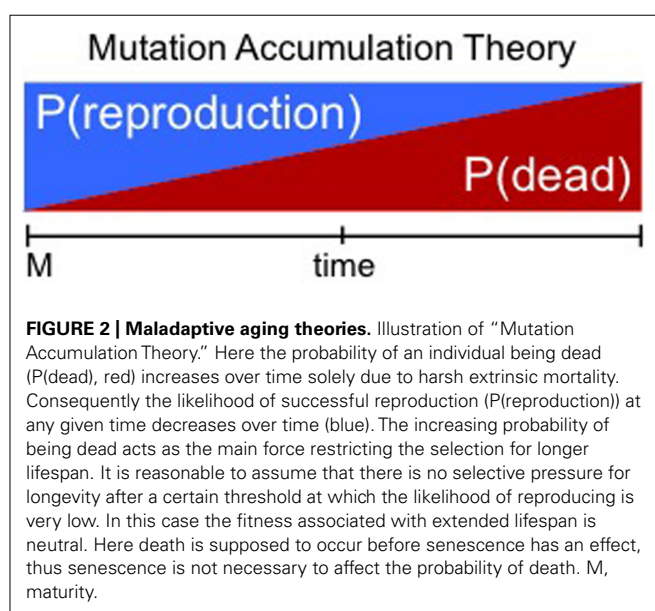 Mutation Accumulation Theory
P(reproduction)
P(dead)
M
time
FIGURE 2 | Maladaptive aging theories. Illustration of “Mutation
Accumulation Theory.” Here the probability of an individual being dead
(P(dead), red) increases over time solely due to harsh extrinsic mortality.
Consequently the likelihood of successful reproduction (P(reproduction)) at
any given time decreases over time (blue). The increasing probability of
being dead acts as the main force restricting the selection for longer
lifespan. It is reasonable to assume that there is no selective pressure for
longevity after a certain threshold at which the likelihood of reproducing is
very low. In this case the fitness associated with extended lifespan is
neutral. Here death is supposed to occur before senescence has an effect,
thus senescence is not necessary to affect the probability of death. M,
maturity.